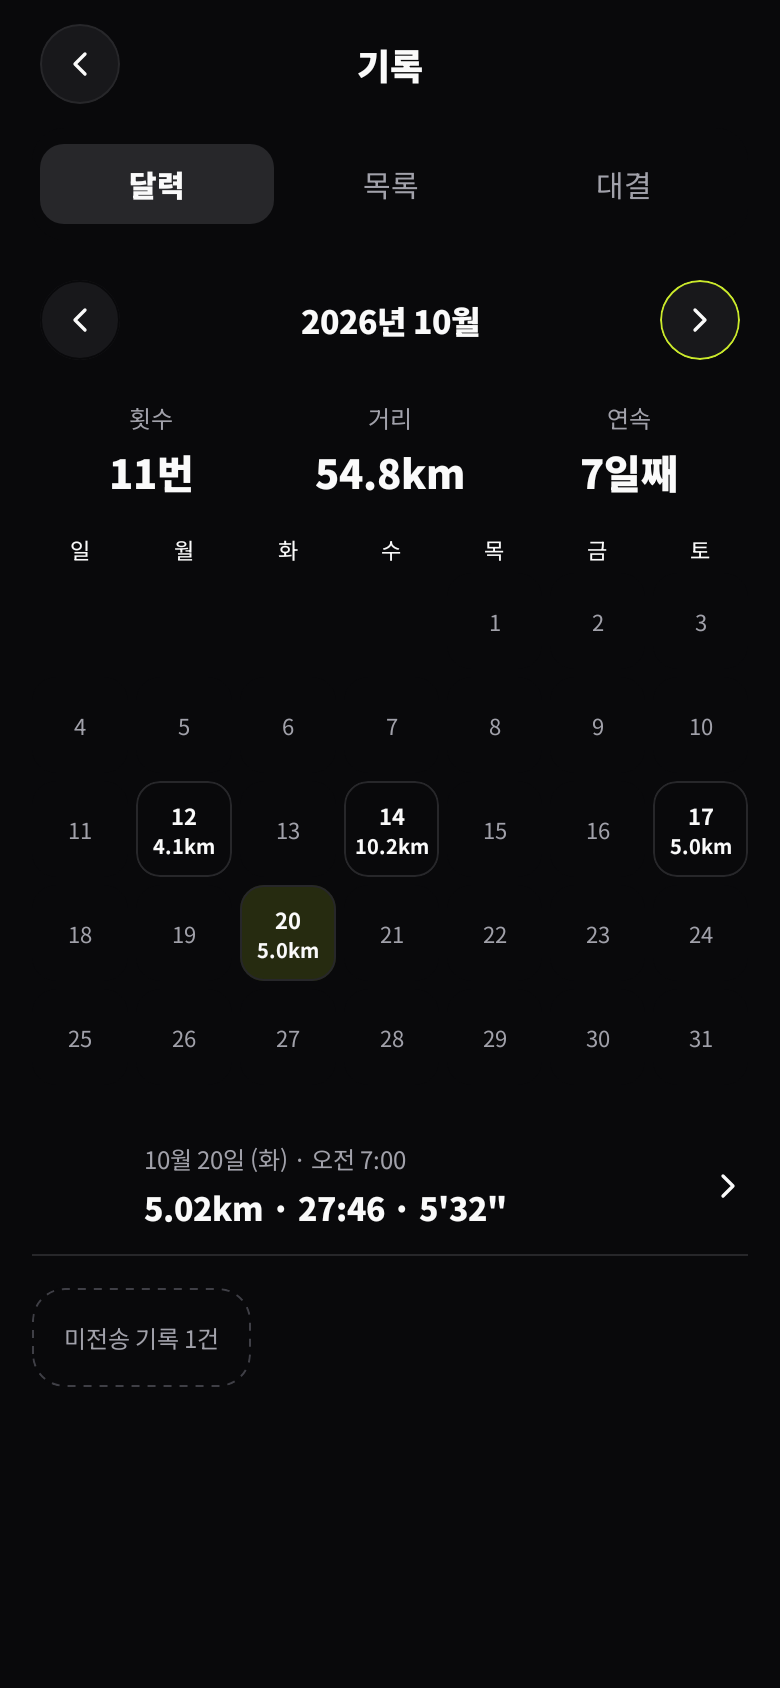 기록
달력 목록 대결
2026년 10월
횟수 거리 연속
11번 54.8km 7일째
일 월 화 수 목 금 토
1 2 3
4 5 6 7 8 9 10
11 12 13 14 15 16 17
4.1km 10.2km 5.0km
18 19 20 21 22 23 24
5.0km
25 26 27 28 29 30 31
10월 20일 (화) · 오전 7:00
5.02km · 27:46 · 5'32"
미전송 기록 1건